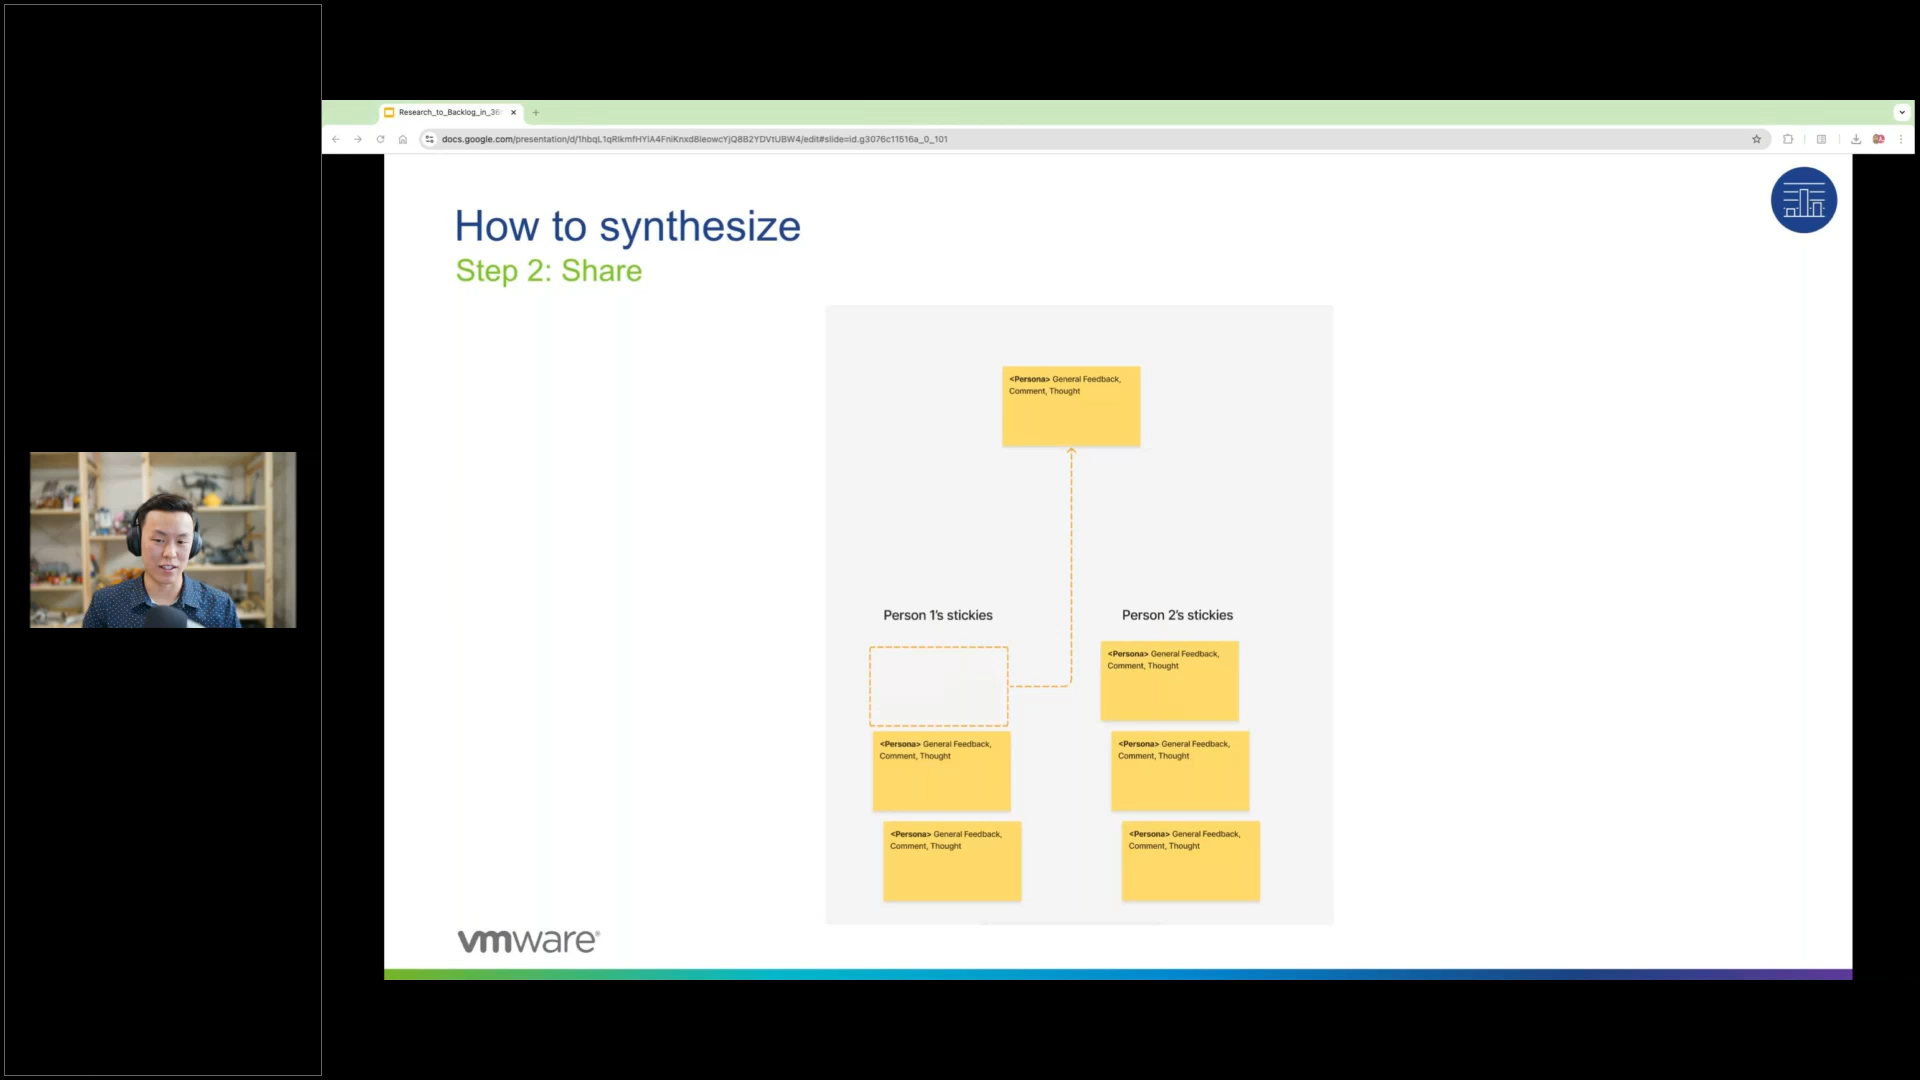 Research_to_Backlog_in_36
docs.google.com/presentation/d/1hbqL1qRlkmfHYlA4FniKnxd8leowcYjQ8B2YDVtUBW4/edit#slide=id.g3076c11516a_0_101
How to synthesize
Step 2: Share
<Persona> General Feedback,
Comment, Thought
Person 1's stickies
Person 2's stickies
<Persona> General Feedback,
Comment, Thought
<Persona> General Feedback,
Comment, Thought
<Persona> General Feedback,
Comment, Thought
<Persona> General Feedback,
Comment, Thought
<Persona> General Feedback,
Comment, Thought
vmware®